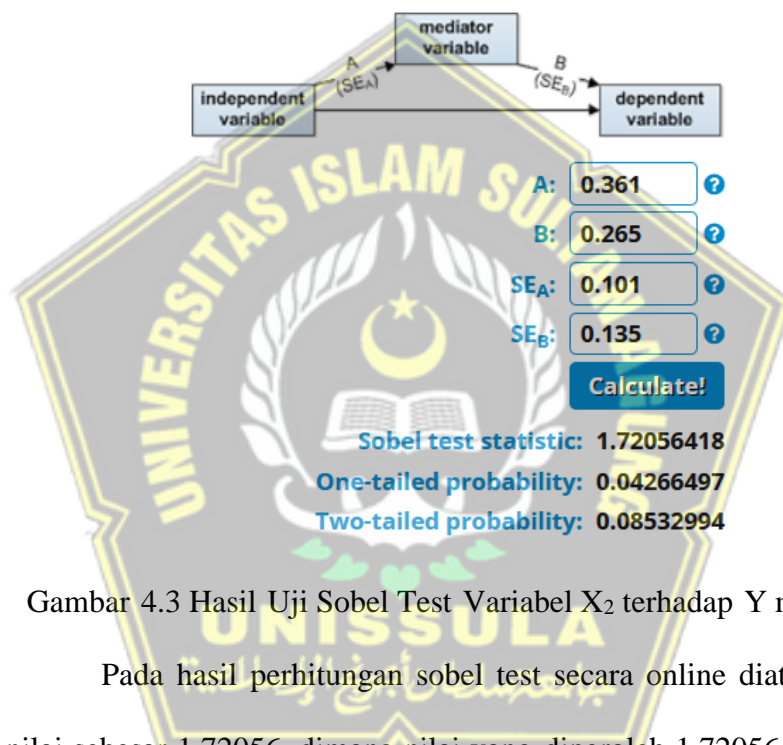 mediator
variable
A
(SEA)
B
(SEB)
independent
variable
dependent
variable
UNIVERSITAS ISLAM SULTAN AGUNG
A: 0.361
B: 0.265
SEA: 0.101
SEB: 0.135
Calculate!
Sobel test statistic: 1.72056418
One-tailed probability: 0.04266497
Two-tailed probability: 0.08532994
Gambar 4.3 Hasil Uji Sobel Test Variabel X2 terhadap Y
UNISSULA
Pada hasil perhitungan sobel test secara online
nilai sebesar 1.72056, dimana nilai yang diperoleh 1.72056